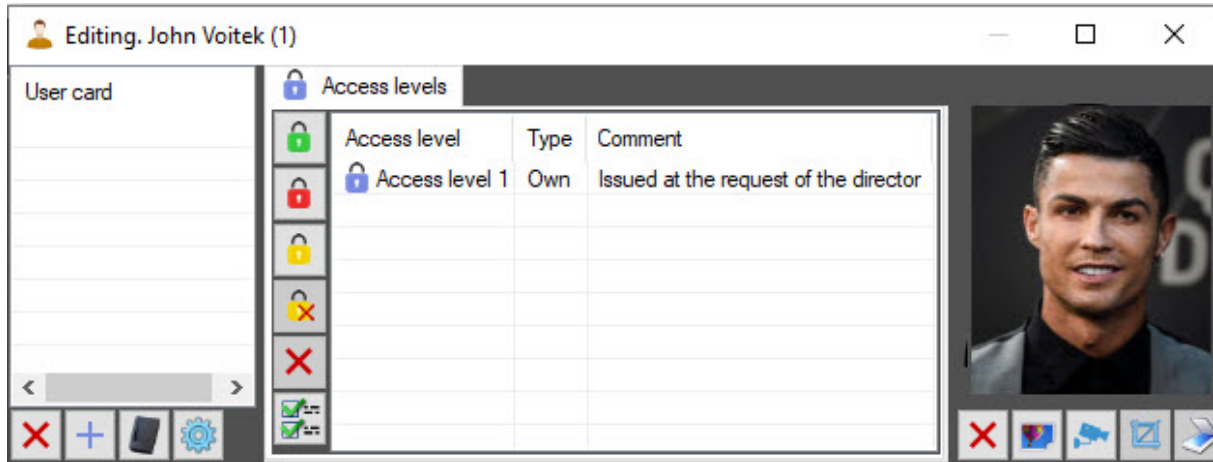 Editing. John Voitek (1)
User card
Access levels
Access level Type Comment
Access level 1 Own Issued at the request of the director